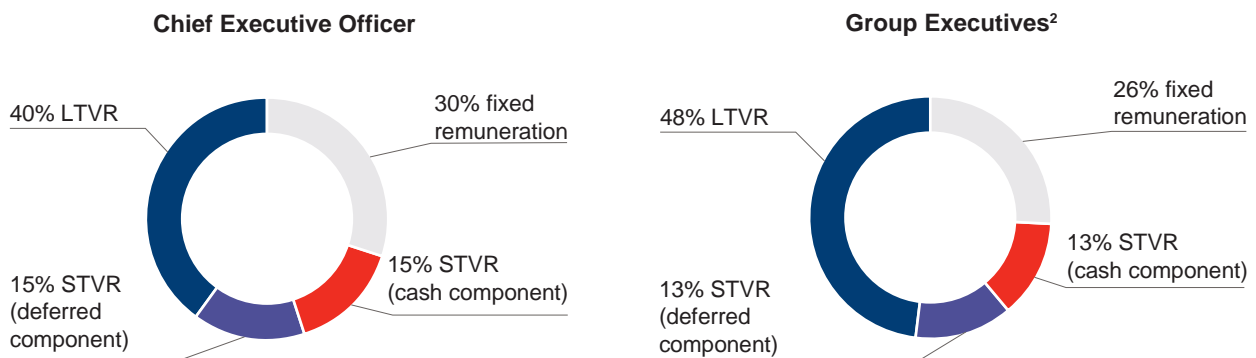 Chief Executive Officer
40% LTVR
30% fixed
remuneration
15% STVR
(cash component)
15% STVR
(deferred
component)
Group Executives²
48% LTVR
26% fixed
remuneration
13% STVR
(cash component)
13% STVR
(deferred
component)